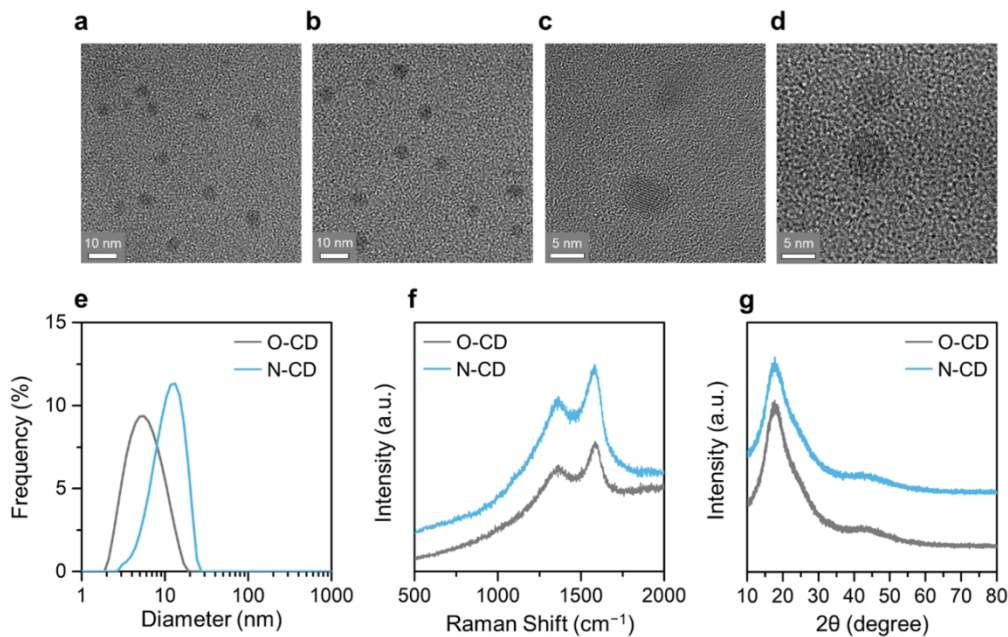 a
b
c
d
10 nm
10 nm
5 nm
5 nm
e
f
g
15
10
5
0
Frequency (%)
O-CD
N-CD
1
10
100
1000
Diameter (nm)
Intensity (a.u.)
O-CD
N-CD
500
1000
1500
2000
Raman Shift (cm⁻¹)
Intensity (a.u.)
O-CD
N-CD
10 20 30 40 50 60 70 80
2θ (degree)